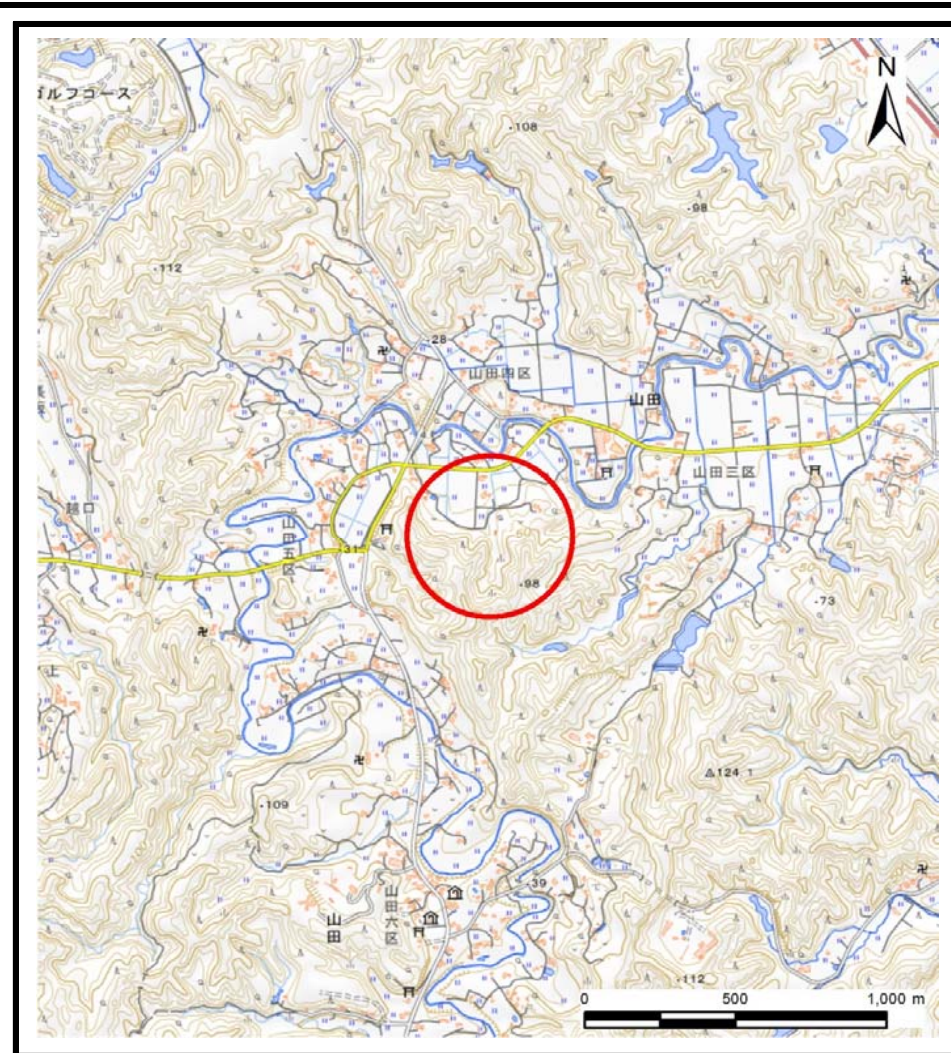 N
ゴルフコース
108
98
112
28
山田四区
山田
山田三区
越口
山田五区
31
98
73
124.1
109
39
山田
山田六区
112
0 500 1,000 m